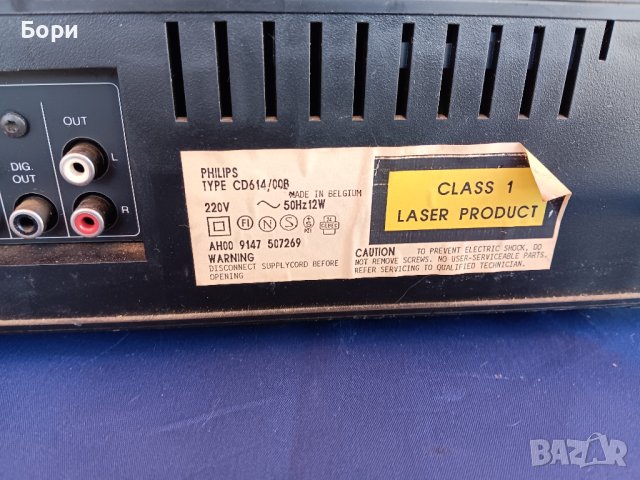 Бори
OUT
L
DIG.
OUT
R
PHILIPS
TYPE CD614/00B
MADE IN BELGIUM
220V ~ 50Hz12W
FI N S
AH00 9147 507269
WARNING
DISCONNECT SUPPLYCORD BEFORE
OPENING
CLASS 1
LASER PRODUCT
CAUTION TO PREVENT ELECTRIC SHOCK, DO
NOT REMOVE SCREWS. NO USER-SERVICEABLE PARTS.
REFER SERVICING TO QUALIFIED TECHNICIAN.
BAZAR